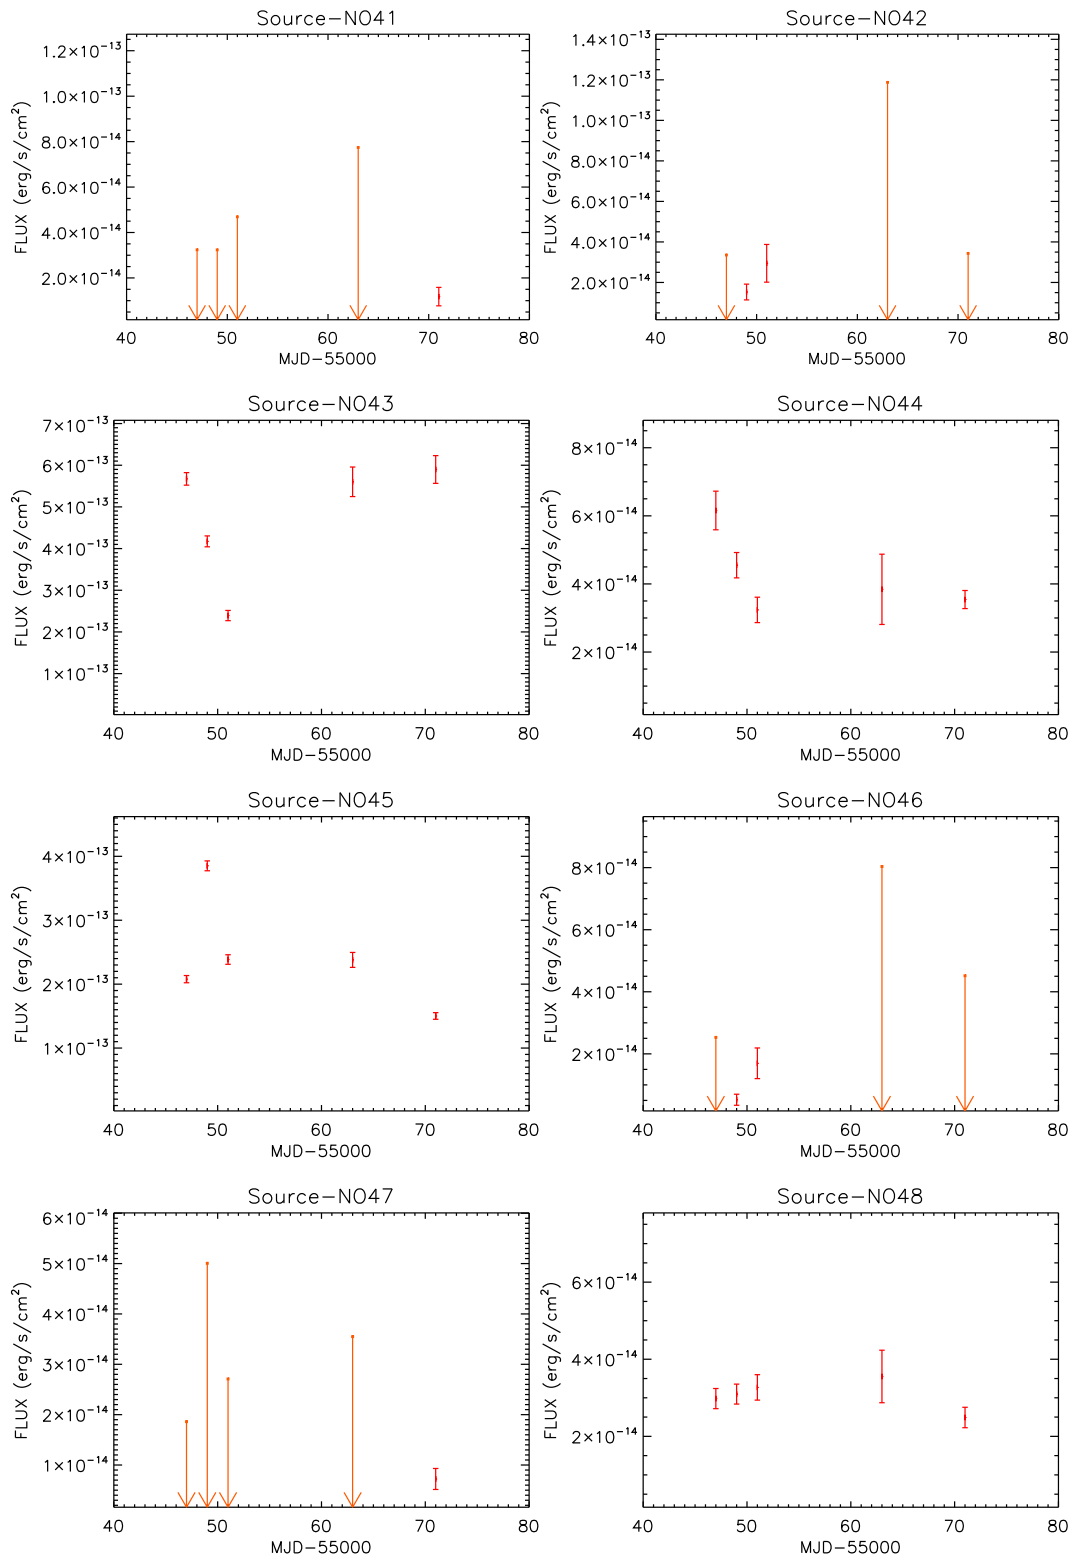 Source-NO41
FLUX (erg/s/cm²)
1.2×10⁻¹³
1.0×10⁻¹³
8.0×10⁻¹⁴
6.0×10⁻¹⁴
4.0×10⁻¹⁴
2.0×10⁻¹⁴
40 50 60 70 80
MJD-55000
Source-NO42
FLUX (erg/s/cm²)
1.4×10⁻¹³
1.2×10⁻¹³
1.0×10⁻¹³
8.0×10⁻¹⁴
6.0×10⁻¹⁴
4.0×10⁻¹⁴
2.0×10⁻¹⁴
40 50 60 70 80
MJD-55000
Source-NO43
FLUX (erg/s/cm²)
7×10⁻¹³
6×10⁻¹³
5×10⁻¹³
4×10⁻¹³
3×10⁻¹³
2×10⁻¹³
1×10⁻¹³
40 50 60 70 80
MJD-55000
Source-NO44
FLUX (erg/s/cm²)
8×10⁻¹⁴
6×10⁻¹⁴
4×10⁻¹⁴
2×10⁻¹⁴
40 50 60 70 80
MJD-55000
Source-NO45
FLUX (erg/s/cm²)
4×10⁻¹³
3×10⁻¹³
2×10⁻¹³
1×10⁻¹³
40 50 60 70 80
MJD-55000
Source-NO46
FLUX (erg/s/cm²)
8×10⁻¹⁴
6×10⁻¹⁴
4×10⁻¹⁴
2×10⁻¹⁴
40 50 60 70 80
MJD-55000
Source-NO47
FLUX (erg/s/cm²)
6×10⁻¹⁴
5×10⁻¹⁴
4×10⁻¹⁴
3×10⁻¹⁴
2×10⁻¹⁴
1×10⁻¹⁴
40 50 60 70 80
MJD-55000
Source-NO48
FLUX (erg/s/cm²)
6×10⁻¹⁴
4×10⁻¹⁴
2×10⁻¹⁴
40 50 60 70 80
MJD-55000